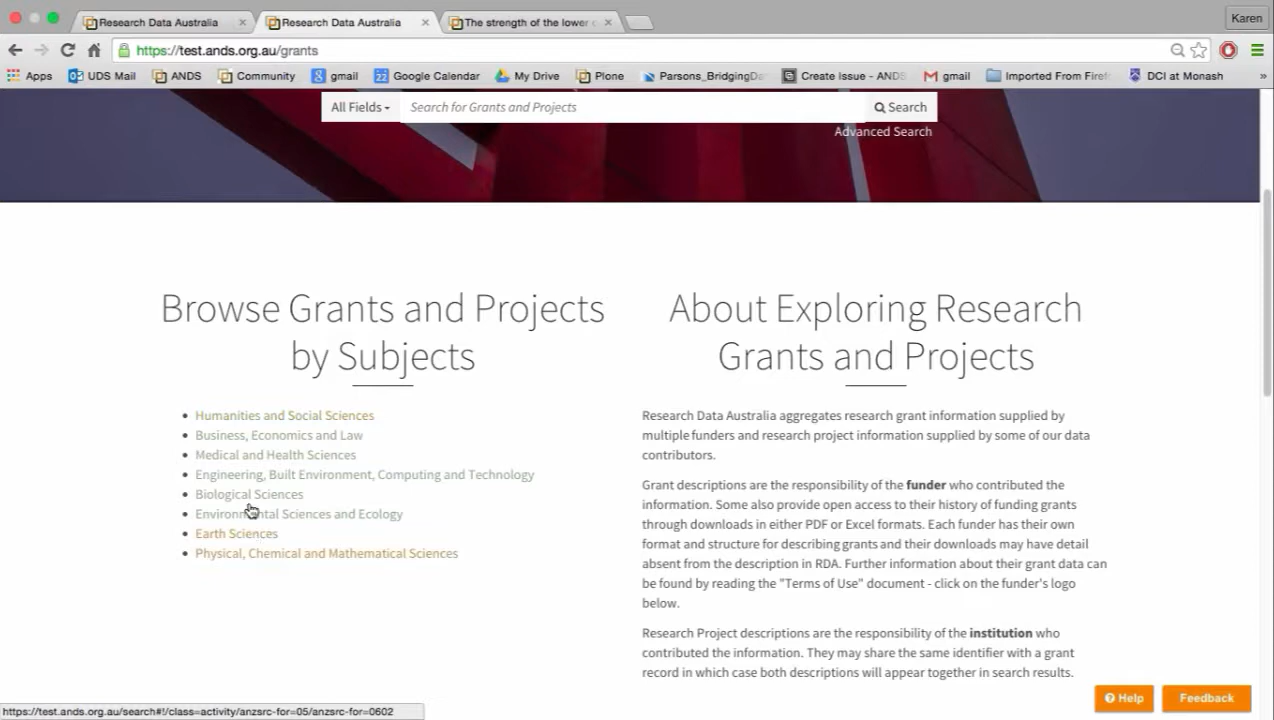 Research Data Australia
Research Data Australia
The strength of the lower
Karen
https://test.ands.org.au/grants
Apps
UDS Mail
ANDS
Community
gmail
Google Calendar
My Drive
Plone
Parsons_BridgingDa
Create Issue - ANDS
gmail
Imported From Firef
DCI at Monash
»
All Fields
Search for Grants and Projects
Search
Advanced Search
Browse Grants and Projects
by Subjects
• Humanities and Social Sciences
• Business, Economics and Law
• Medical and Health Sciences
• Engineering, Built Environment, Computing and Technology
• Biological Sciences
• Environmental Sciences and Ecology
• Earth Sciences
• Physical, Chemical and Mathematical Sciences
About Exploring Research
Grants and Projects
Research Data Australia aggregates research grant information supplied by
multiple funders and research project information supplied by some of our data
contributors.
Grant descriptions are the responsibility of the funder who contributed the
information. Some also provide open access to their history of funding grants
through downloads in either PDF or Excel formats. Each funder has their own
format and structure for describing grants and their downloads may have detail
absent from the description in RDA. Further information about their grant data can
be found by reading the "Terms of Use" document - click on the funder's logo
below.
Research Project descriptions are the responsibility of the institution who
contributed the information. They may share the same identifier with a grant
record in which case both descriptions will appear together in search results.
Help
Feedback
https://test.ands.org.au/search#!/class=activity/anzsrc-for=05/anzsrc-for=0602